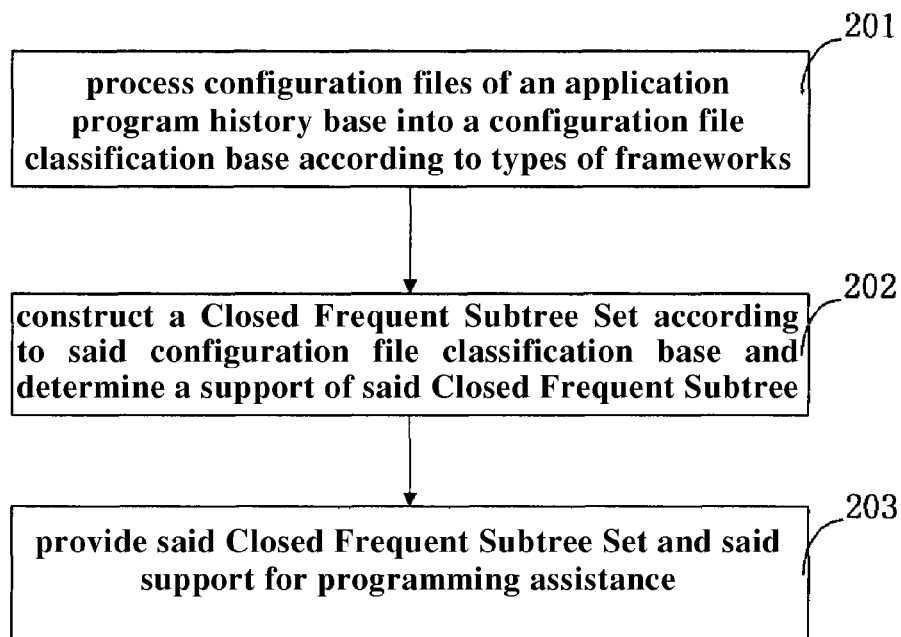 201
process configuration files of an application
program history base into a configuration file
classification base according to types of frameworks
202
construct a Closed Frequent Subtree Set according
to said configuration file classification base and
determine a support of said Closed Frequent Subtree
203
provide said Closed Frequent Subtree Set and said
support for programming assistance